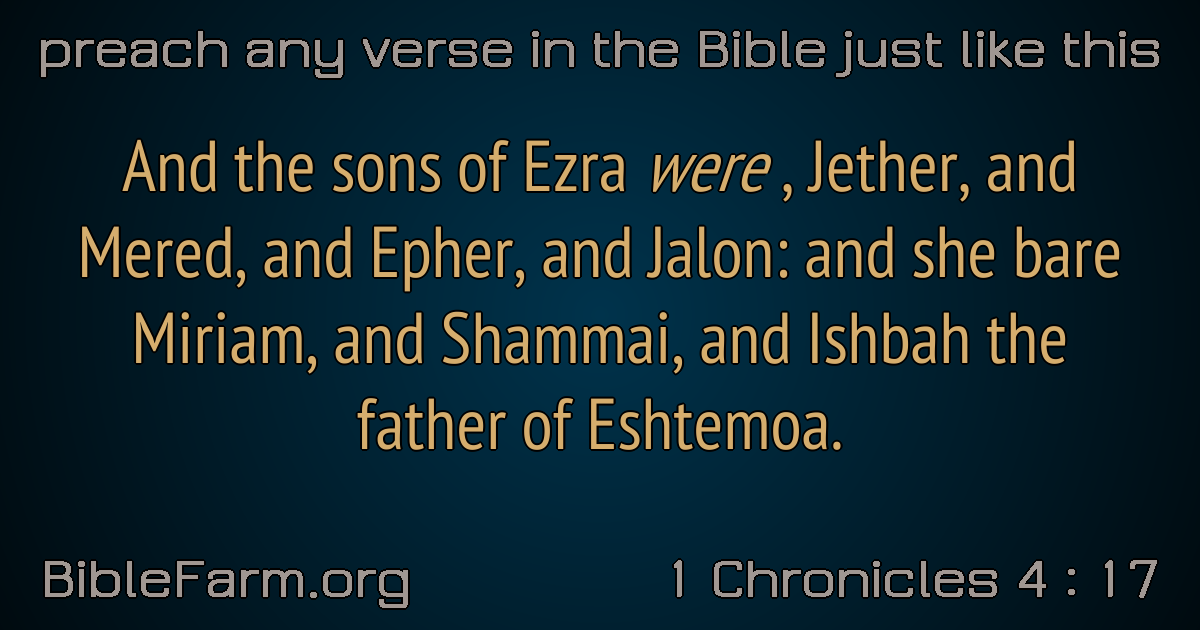 preach any verse in the Bible just like this
And the sons of Ezra were , Jether, and
Mered, and Epher, and Jalon: and she bare
Miriam, and Shammai, and Ishbah the
father of Eshtemoa.
BibleFarm.org
1 Chronicles 4 : 17